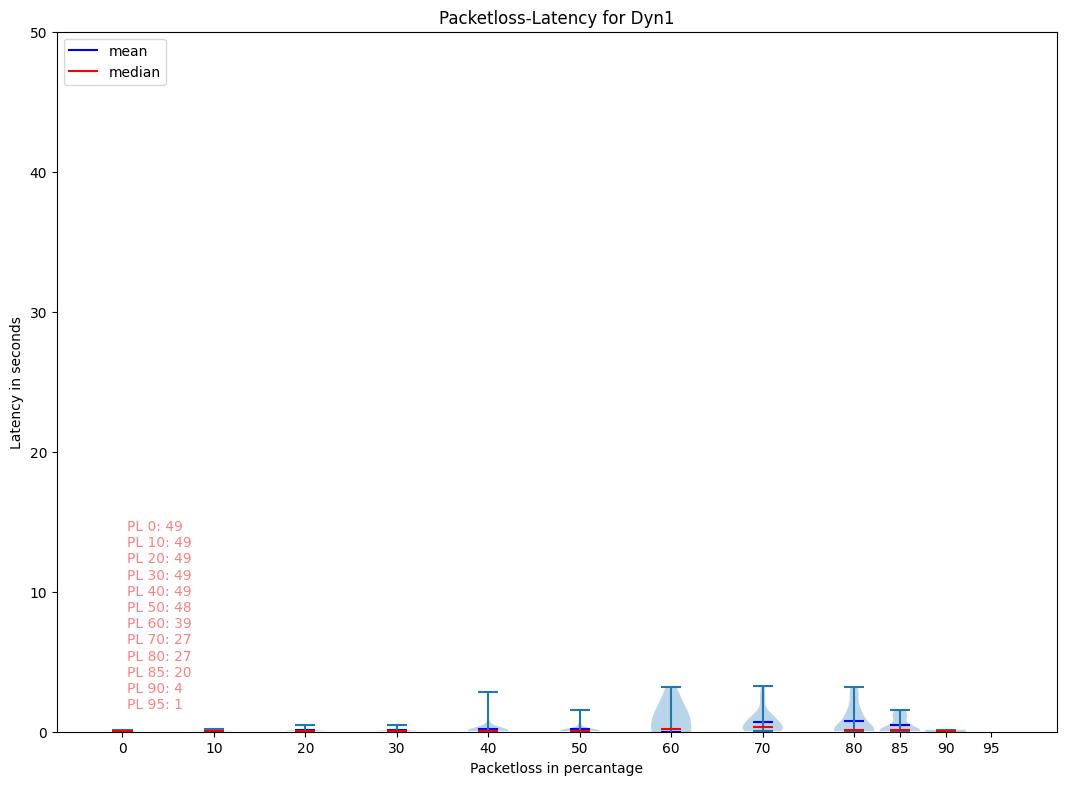 Packetloss-Latency for Dyn1
mean
median
50
40
30
20
10
0
Latency in seconds
PL 0: 49
PL 10: 49
PL 20: 49
PL 30: 49
PL 40: 49
PL 50: 48
PL 60: 39
PL 70: 27
PL 80: 27
PL 85: 20
PL 90: 4
PL 95: 1
0 10 20 30 40 50 60 70 80 85 90 95
Packetloss in percantage